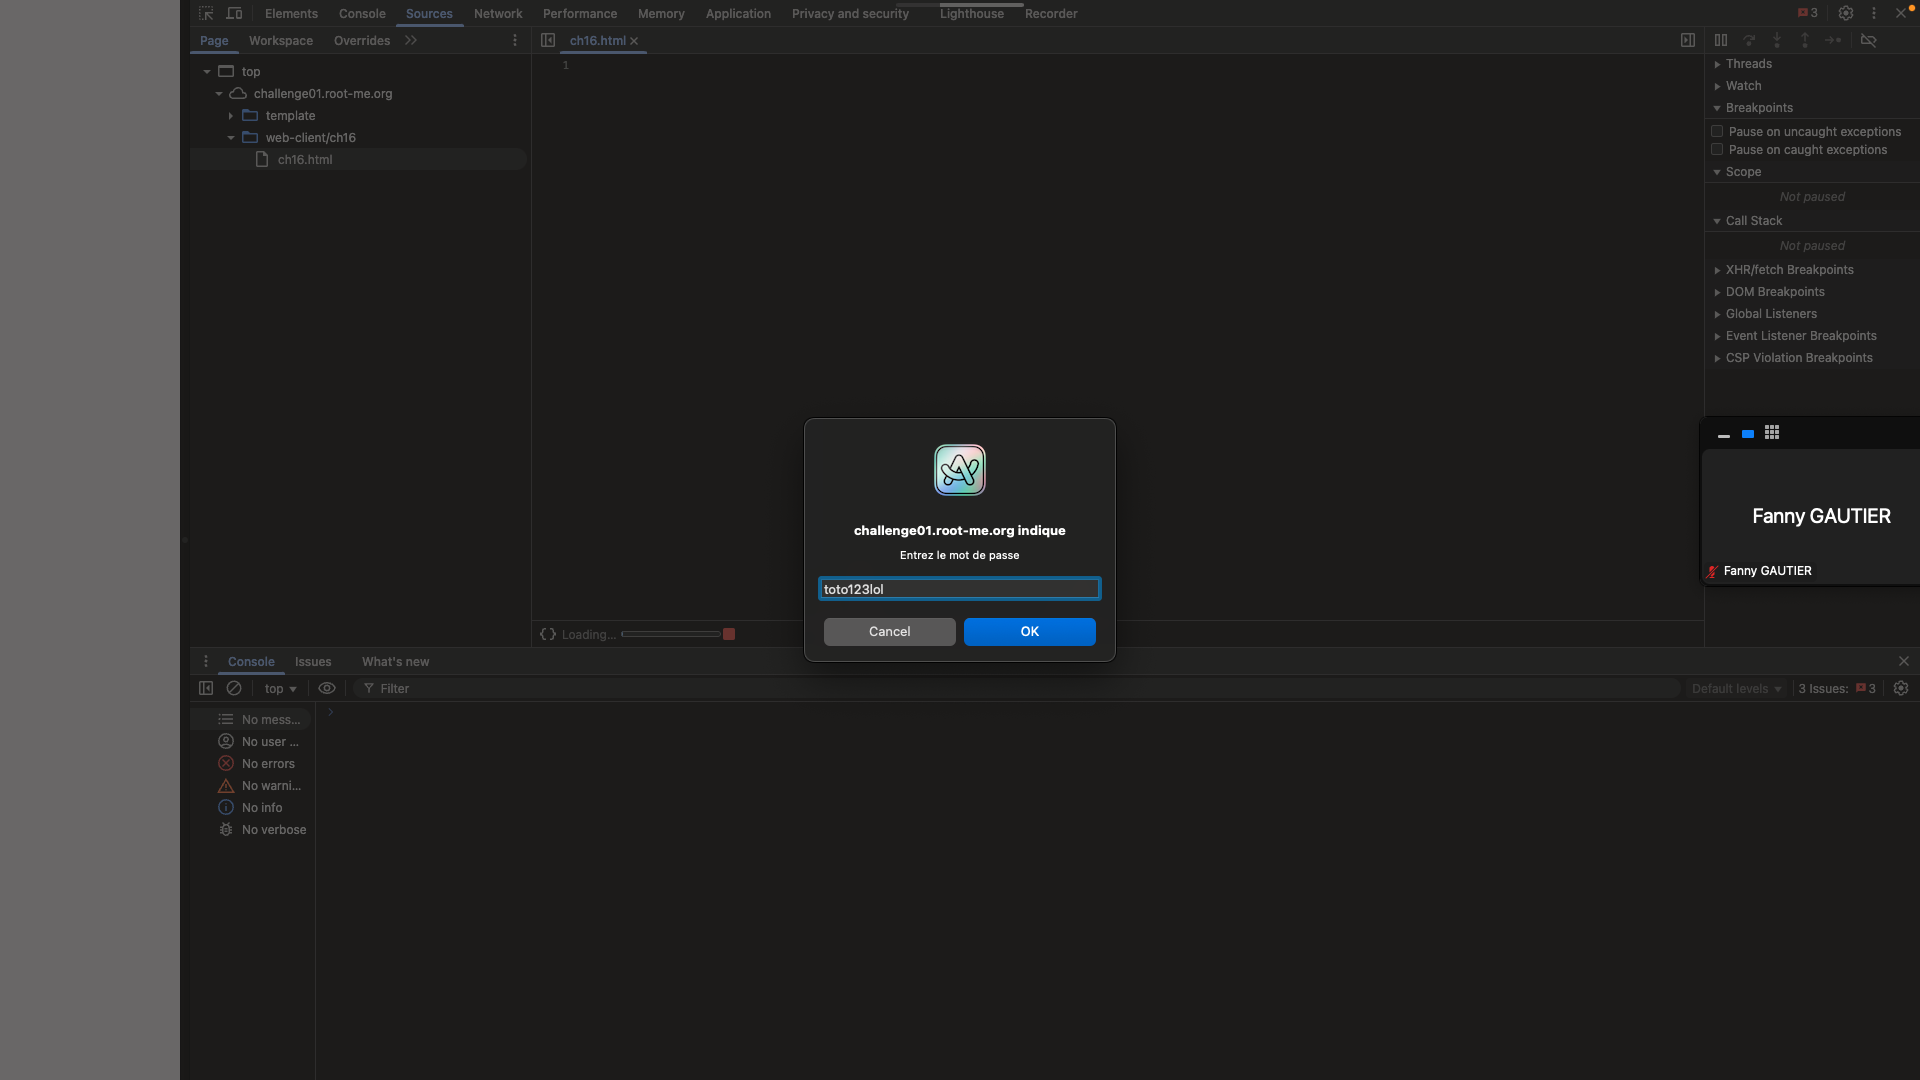 Elements Console Sources Network Performance Memory Application Privacy and security Lighthouse Recorder 3
Page Workspace Overrides
ch16.html
top
challenge01.root-me.org
template
web-client/ch16
ch16.html
1
Threads
Watch
Breakpoints
Pause on uncaught exceptions
Pause on caught exceptions
Scope
Not paused
Call Stack
Not paused
XHR/fetch Breakpoints
DOM Breakpoints
Global Listeners
Event Listener Breakpoints
CSP Violation Breakpoints
challenge01.root-me.org indique
Entrez le mot de passe
toto123lol
Cancel OK
Fanny GAUTIER
Fanny GAUTIER
{} Loading...
Console Issues What's new
top Filter Default levels 3 Issues: 3
No mess...
No user ...
No errors
No warni...
No info
No verbose